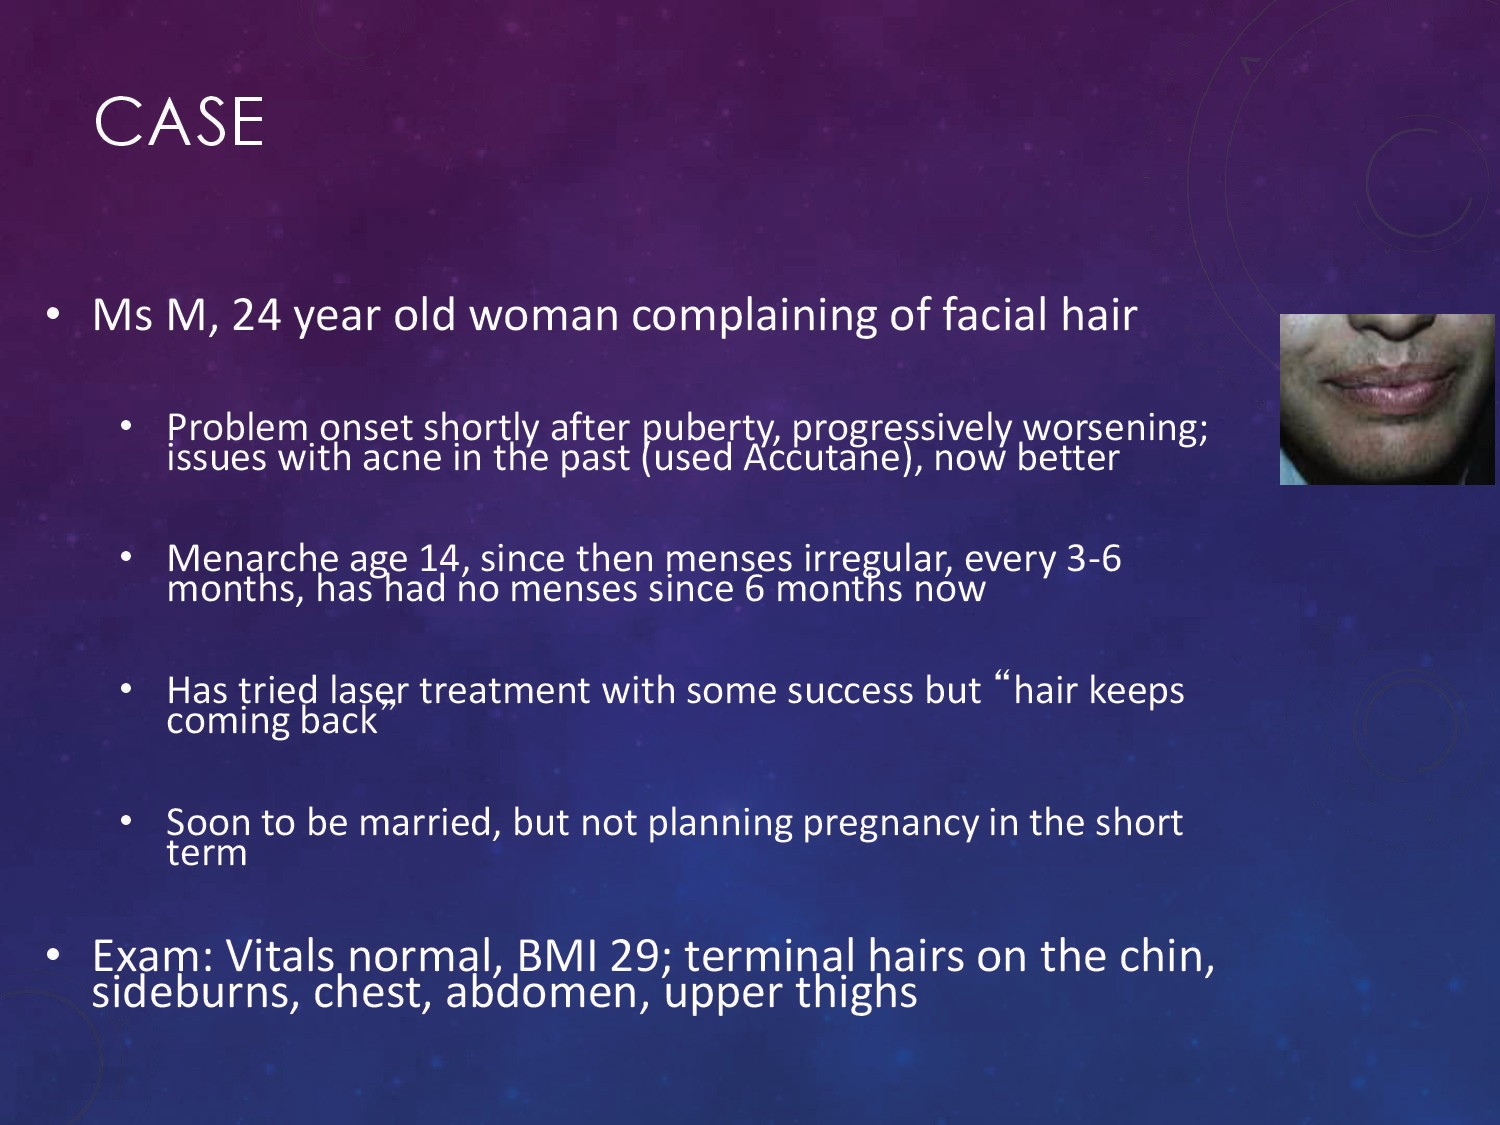 CASE
• Ms M, 24 year old woman complaining of facial hair
• Problem onset shortly after puberty, progressively worsening;
issues with acne in the past (used Accutane), now better
• Menarche age 14, since then menses irregular, every 3-6
months, has had no menses since 6 months now
• Has tried laser treatment with some success but “hair keeps
coming back”
• Soon to be married, but not planning pregnancy in the short
term
• Exam: Vitals normal, BMI 29; terminal hairs on the chin,
sideburns, chest, abdomen, upper thighs